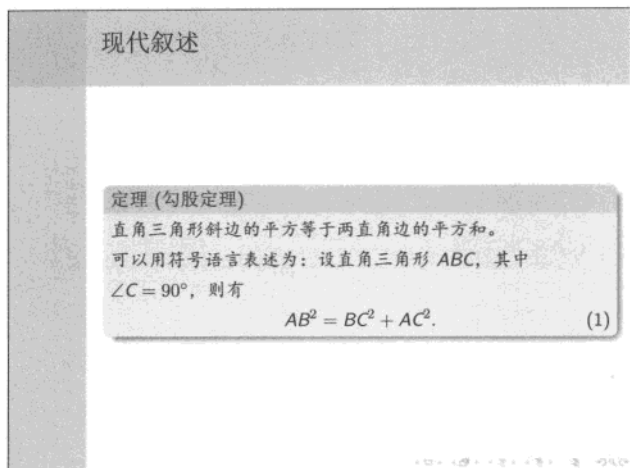 现代叙述
定理 (勾股定理)
直角三角形斜边的平方等于两直角边的平方和。
可以用符号语言表述为：设直角三角形 ABC，其中
∠C = 90°，则有
AB² = BC² + AC². (1)